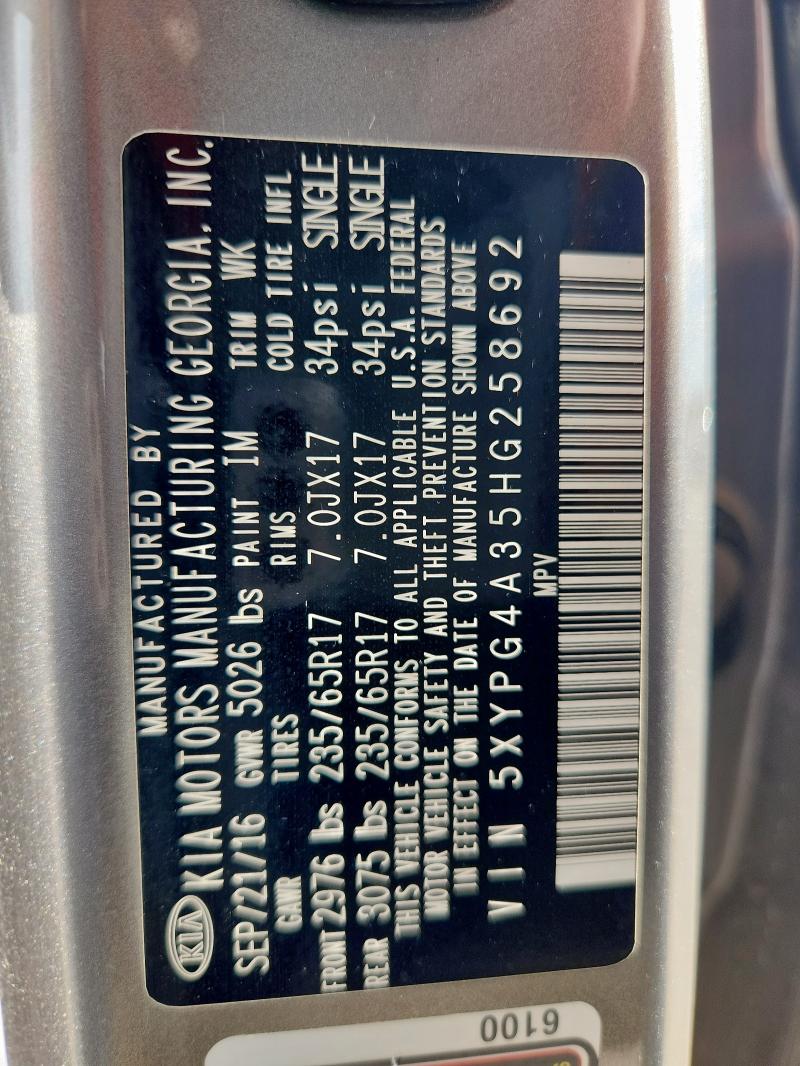 MANUFACTURED BY
KIA KIA MOTORS MANUFACTURING GEORGIA, INC.
SEP/21/16 GVWR 5026 lbs PAINT IM TRIM WK
GAWR TIRES RIMS COLD TIRE INFL
FRONT 2976 lbs 235/65R17 7.0JX17 34psi SINGLE
REAR 3075 lbs 235/65R17 7.0JX17 34psi SINGLE
THIS VEHICLE CONFORMS TO ALL APPLICABLE U.S.A. FEDERAL
MOTOR VEHICLE SAFETY AND THEFT PREVENTION STANDARDS
IN EFFECT ON THE DATE OF MANUFACTURE SHOWN ABOVE
VIN 5XYPG4A35HG258692
MPV
6100